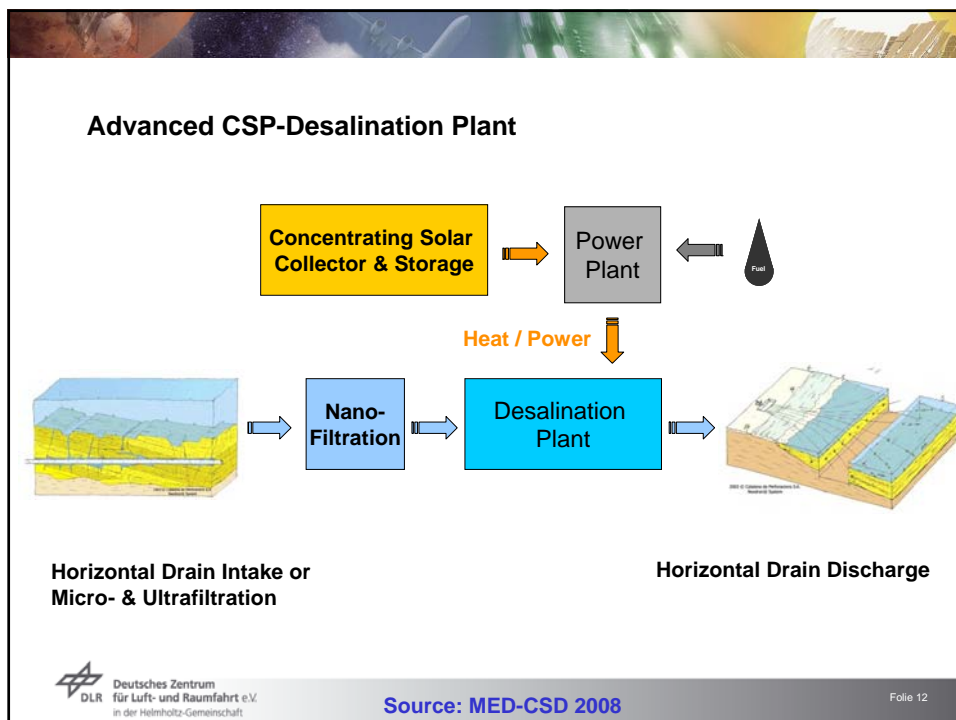 Advanced CSP-Desalination Plant
Concentrating Solar
Collector & Storage
Power
Plant
Fuel
Heat / Power
Nano-
Filtration
Desalination
Plant
Horizontal Drain Intake or
Micro- & Ultrafiltration
Horizontal Drain Discharge
DLR
Deutsches Zentrum
für Luft- und Raumfahrt e.V.
in der Helmholtz-Gemeinschaft
Source: MED-CSD 2008
Folie 12